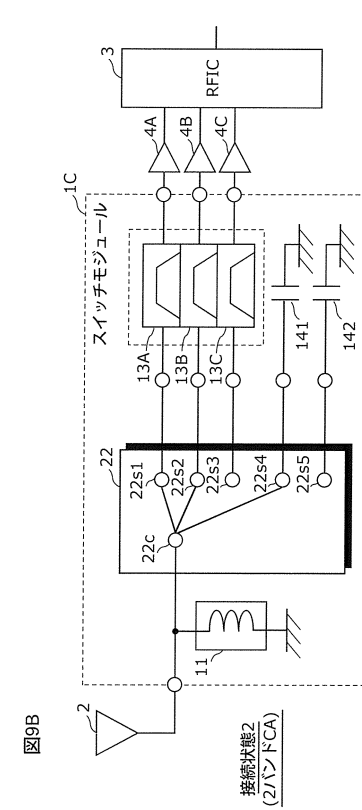 図9B
接続状態2
(2バンドCA)
2
11
22
22c
22s1
22s2
22s3
22s4
22s5
スイッチモジュール
1C
13A
13B
13C
141
142
4A
4B
4C
3
RFIC